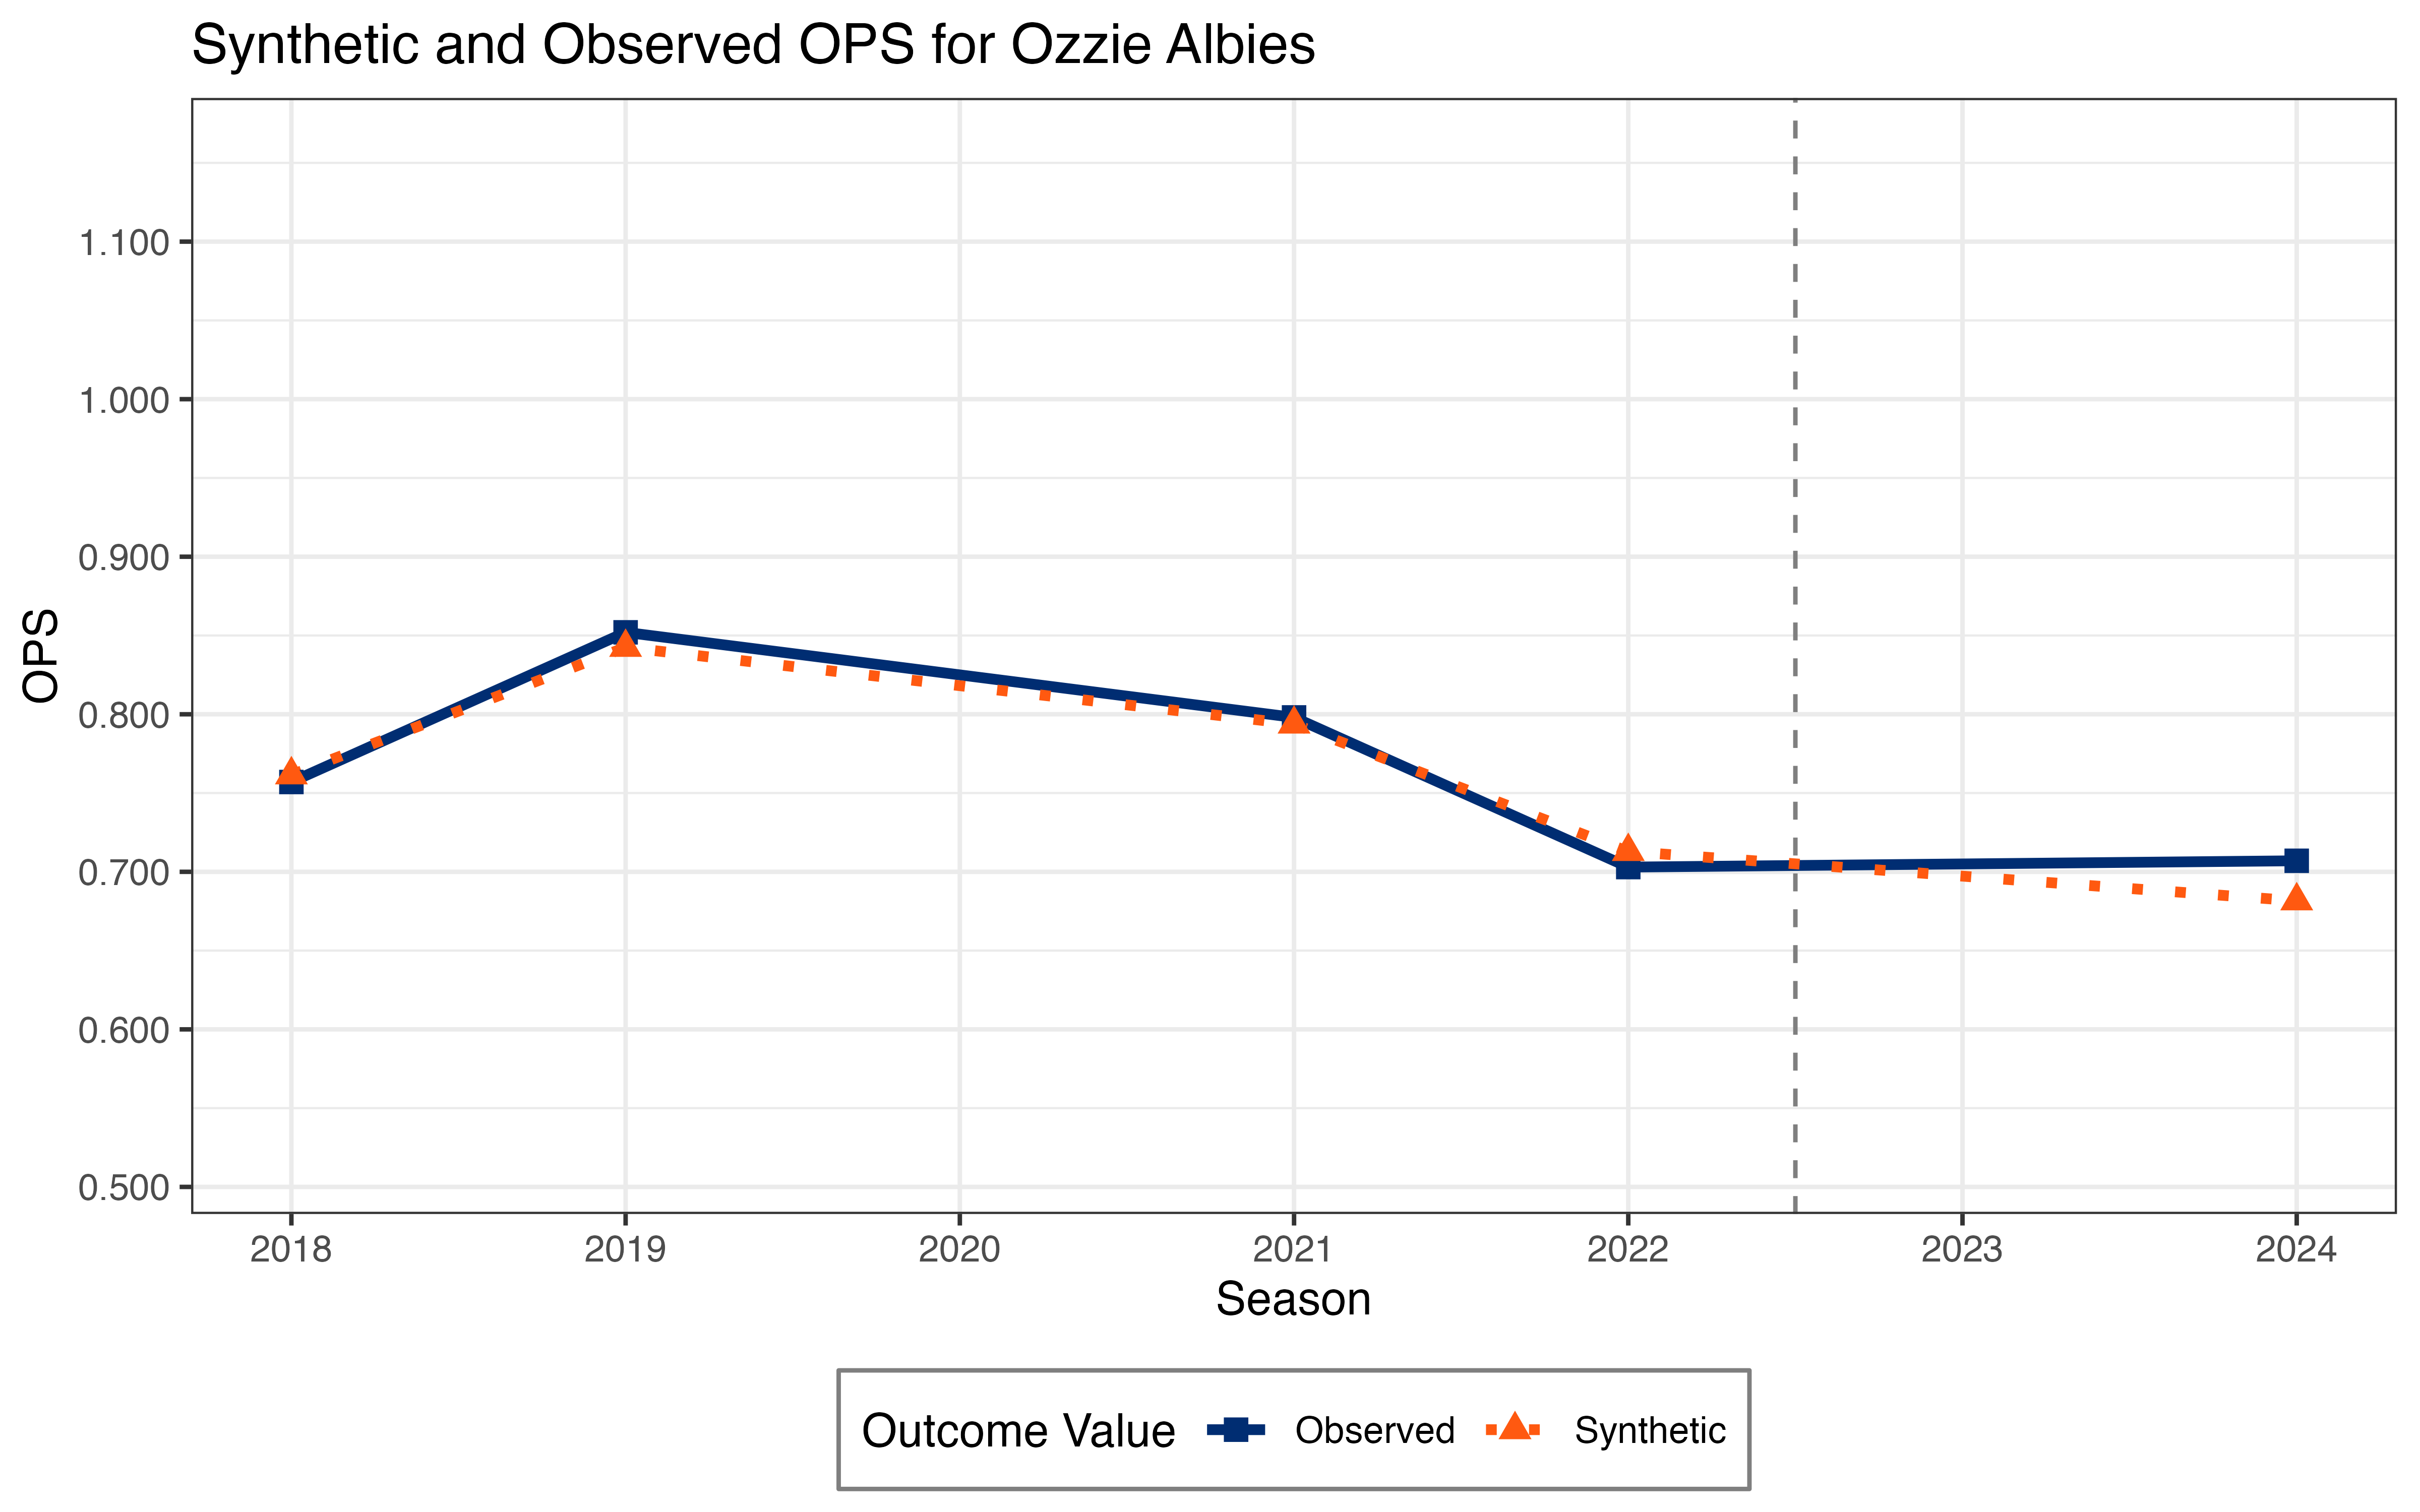 Synthetic and Observed OPS for Ozzie Albies
OPS
1.100
1.000
0.900
0.800
0.700
0.600
0.500
2018 2019 2020 2021 2022 2023 2024
Season
Outcome Value Observed Synthetic